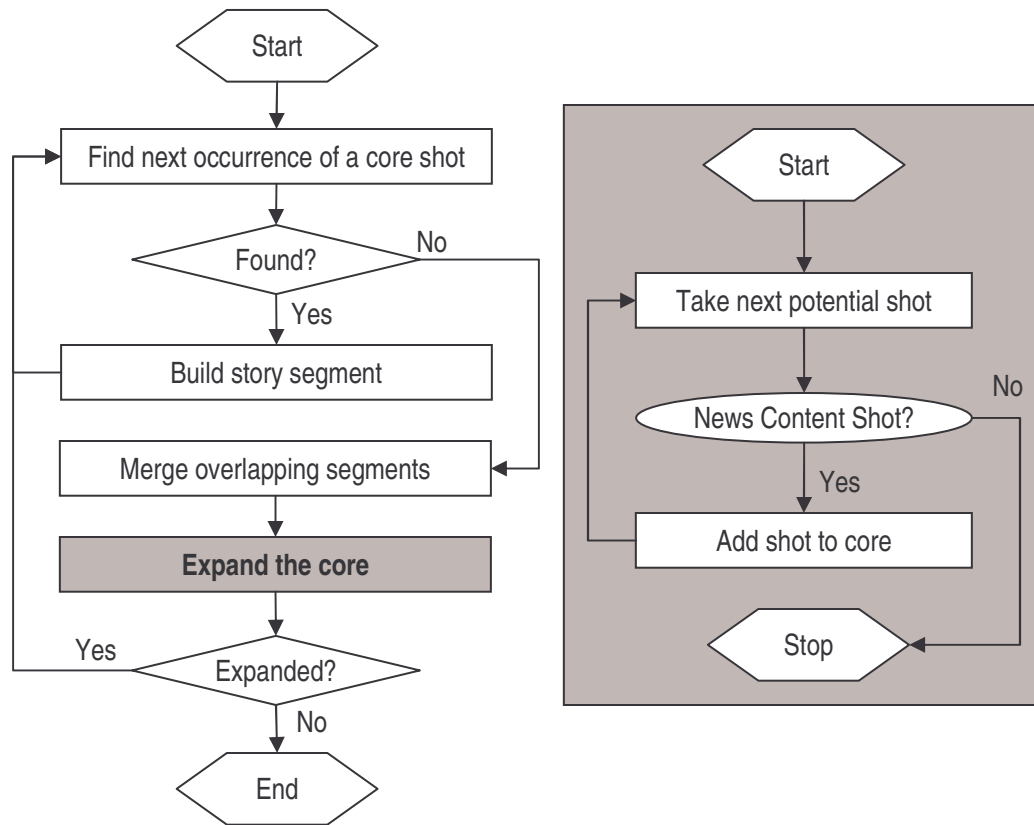 Start
Find next occurrence of a core shot
Found?
No
Yes
Build story segment
Merge overlapping segments
Expand the core
Yes
Expanded?
No
End
Start
Take next potential shot
No
News Content Shot?
Yes
Add shot to core
Stop